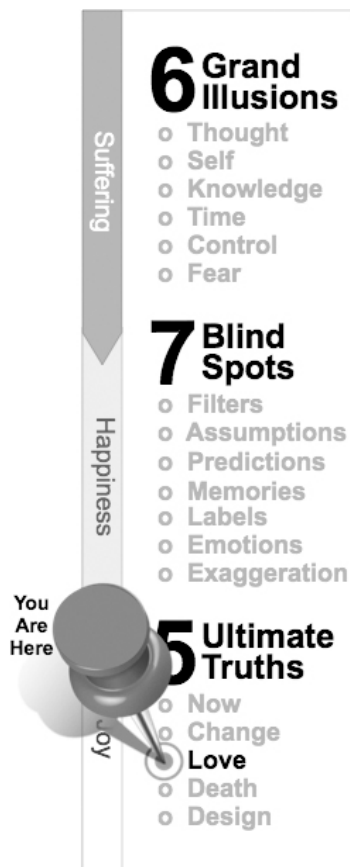 Suffering
6 Grand
Illusions
o Thought
o Self
o Knowledge
o Time
o Control
o Fear
7 Blind
Spots
o Filters
o Assumptions
o Predictions
o Memories
o Labels
o Emotions
o Exaggeration
Happiness
You
Are
Here
5 Ultimate
Truths
o Now
o Change
Love
o Death
o Design
Joy